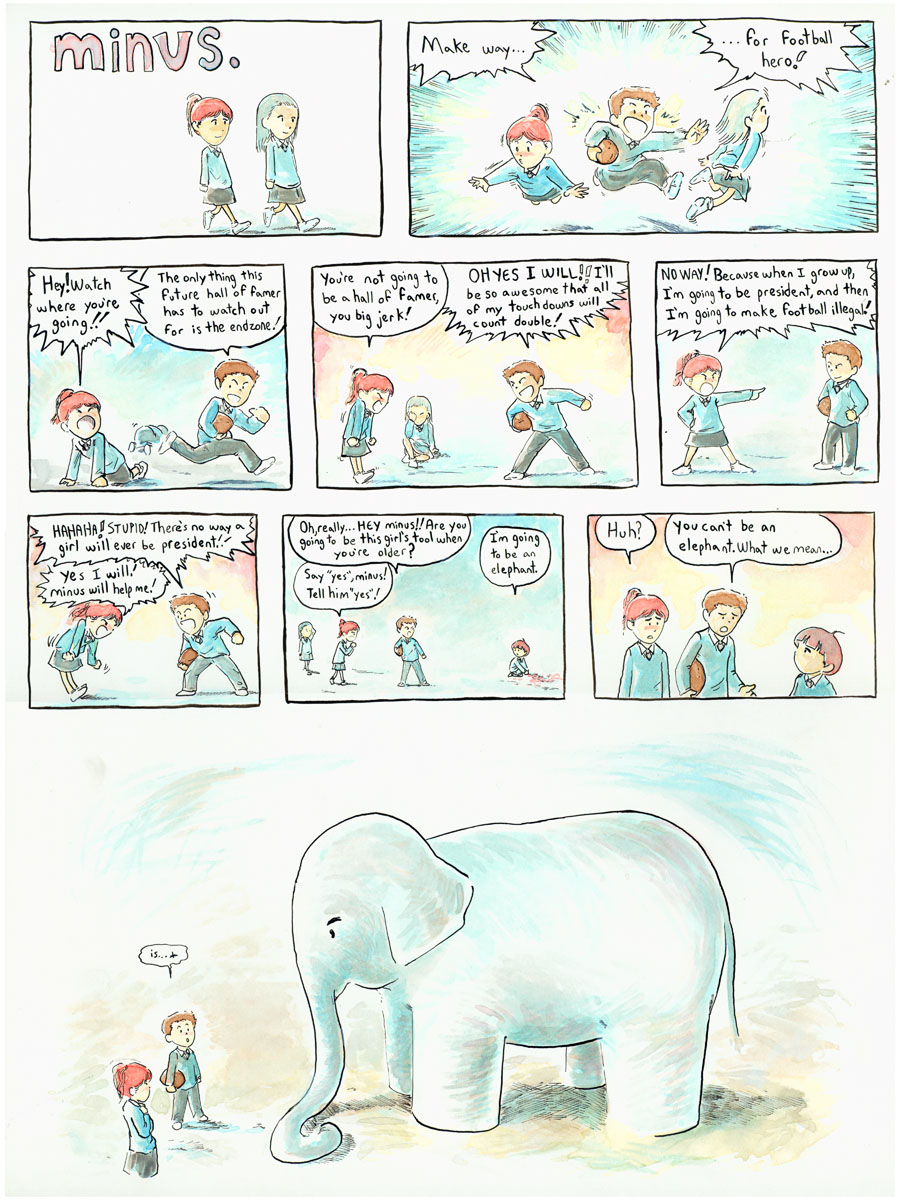 minus.
Make way...
...for football
hero!
Hey! Watch
where you're
going!!
The only thing this
future hall of famer
has to watch out
for is the endzone!
You're not going to
be a hall of famer,
you big jerk!
OH YES I WILL!! I'll
be so awesome that all
of my touchdowns will
count double!
NO WAY! Because when I grow up,
I'm going to be president, and then
I'm going to make football illegal!
HAHAHA! STUPID! There's no way a
girl will ever be president!
Yes I will!
minus will help me!
Oh, really... HEY minus!! Are you
going to be this girl's tool when
you're older?
Say "yes", minus!
Tell him "yes"!
I'm going
to be an
elephant.
Huh?
You can't be an
elephant. What we mean...
is...